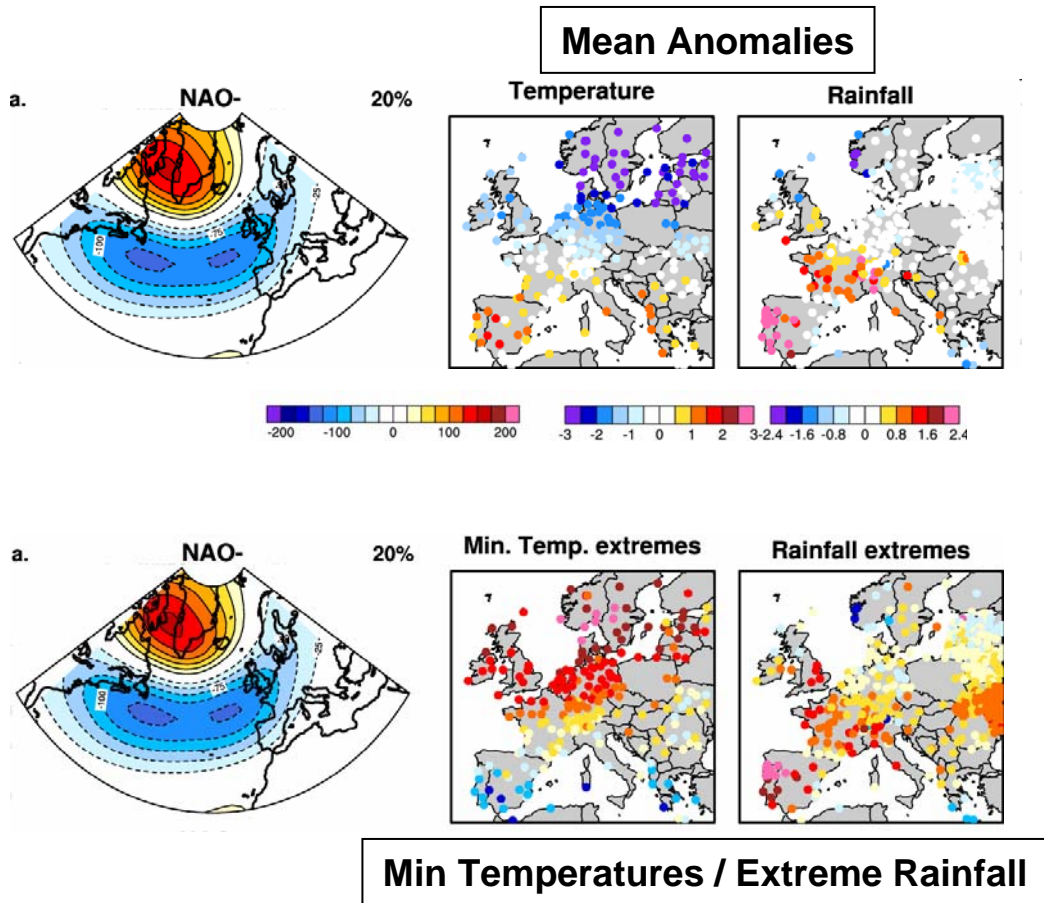 Mean Anomalies
a. NAO- 20% Temperature Rainfall
-100 -75 -25
-200 -100 0 100 200 -3 -2 -1 0 1 2 3 -2.4 -1.6 -0.8 0 0.8 1.6 2.4
a. NAO- 20% Min. Temp. extremes Rainfall extremes
-100 -75 -25
Min Temperatures / Extreme Rainfall